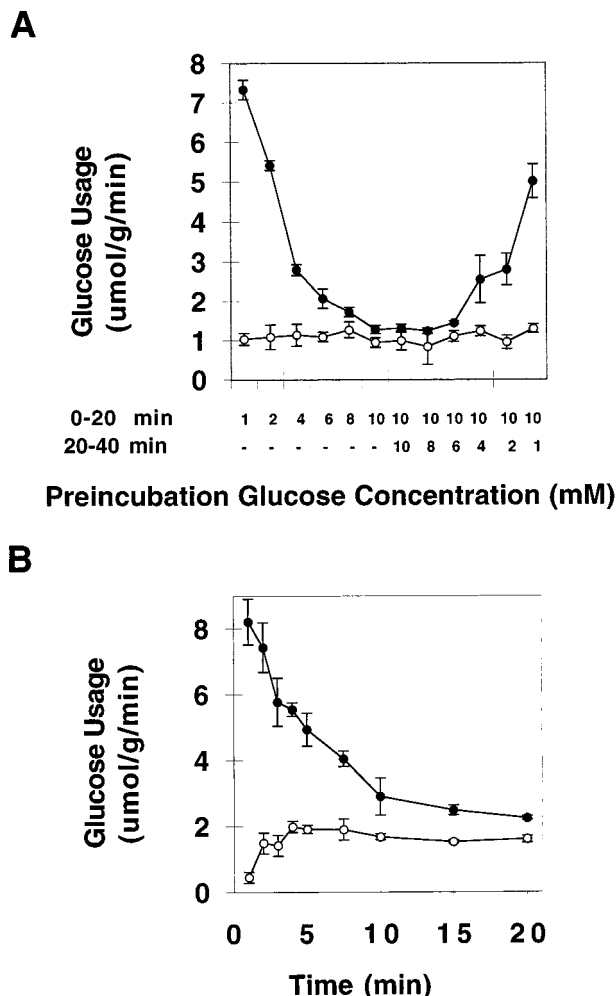 A
8
7
6
5
4
3
2
1
0
Glucose Usage
(umol/g/min)
0-20 min 1 2 4 6 8 10 10 10 10 10 10 10
20-40 min - - - - - - 10 8 6 4 2 1
Preincubation Glucose Concentration (mM)
B
8
6
4
2
0
Glucose Usage
(umol/g/min)
0 5 10 15 20
Time (min)